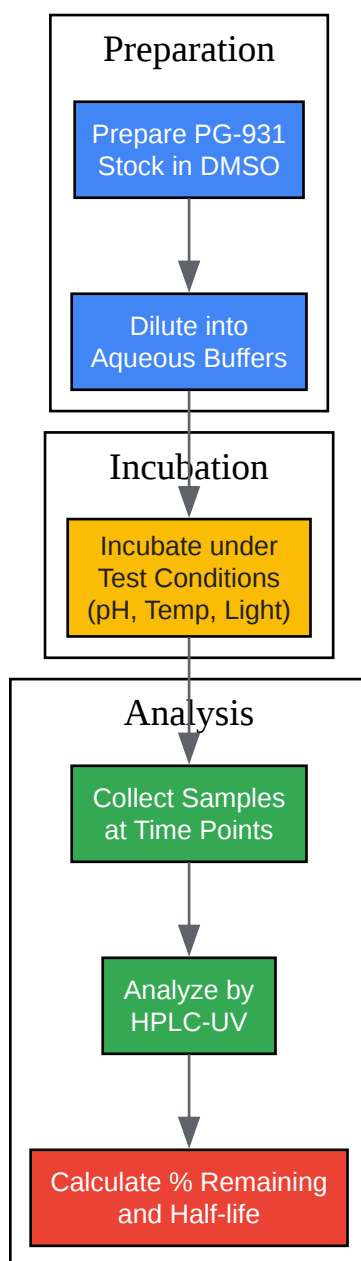 Preparation
Prepare PG-931
Stock in DMSO
Dilute into
Aqueous Buffers
Incubation
Incubate under
Test Conditions
(pH, Temp, Light)
Analysis
Collect Samples
at Time Points
Analyze by
HPLC-UV
Calculate % Remaining
and Half-life